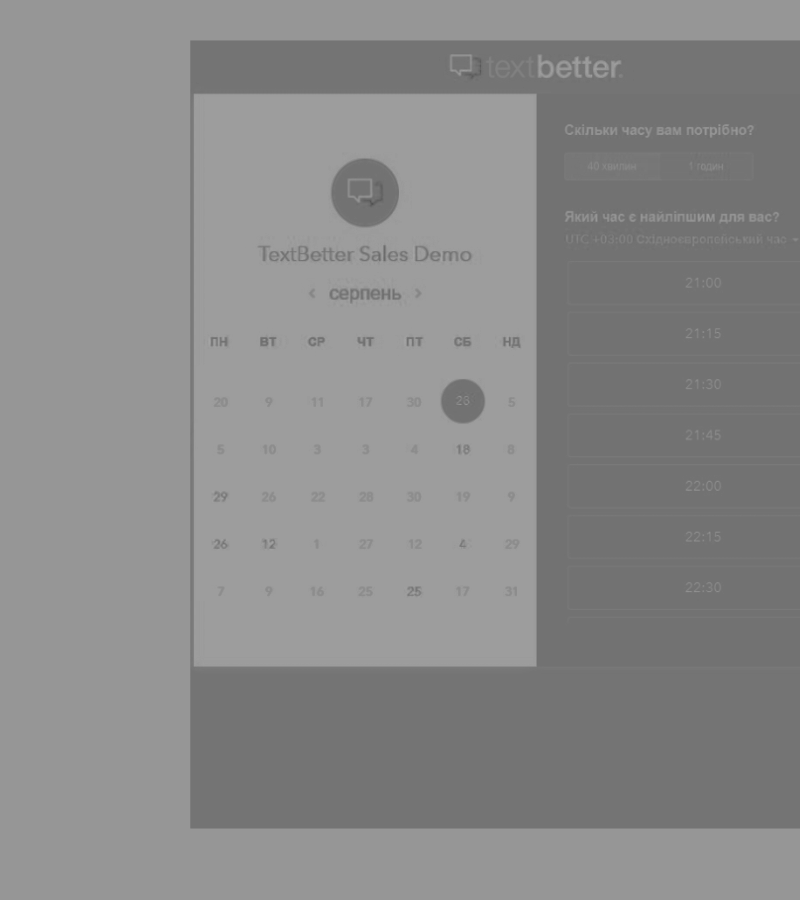 textbetter.
TextBetter Sales Demo
‹ серпень ›
ПН ВТ СР ЧТ ПТ СБ НД
20 9 11 17 30 28 5
5 10 3 3 4 18 8
29 26 22 28 30 19 9
26 12 1 27 12 4 29
7 9 16 25 25 17 31
Скільки часу вам потрібно?
40 хвилин 1 годин
Який час є найліпшим для вас?
UTC +03:00 Східноєвропейський час
21:00
21:15
21:30
21:45
22:00
22:15
22:30